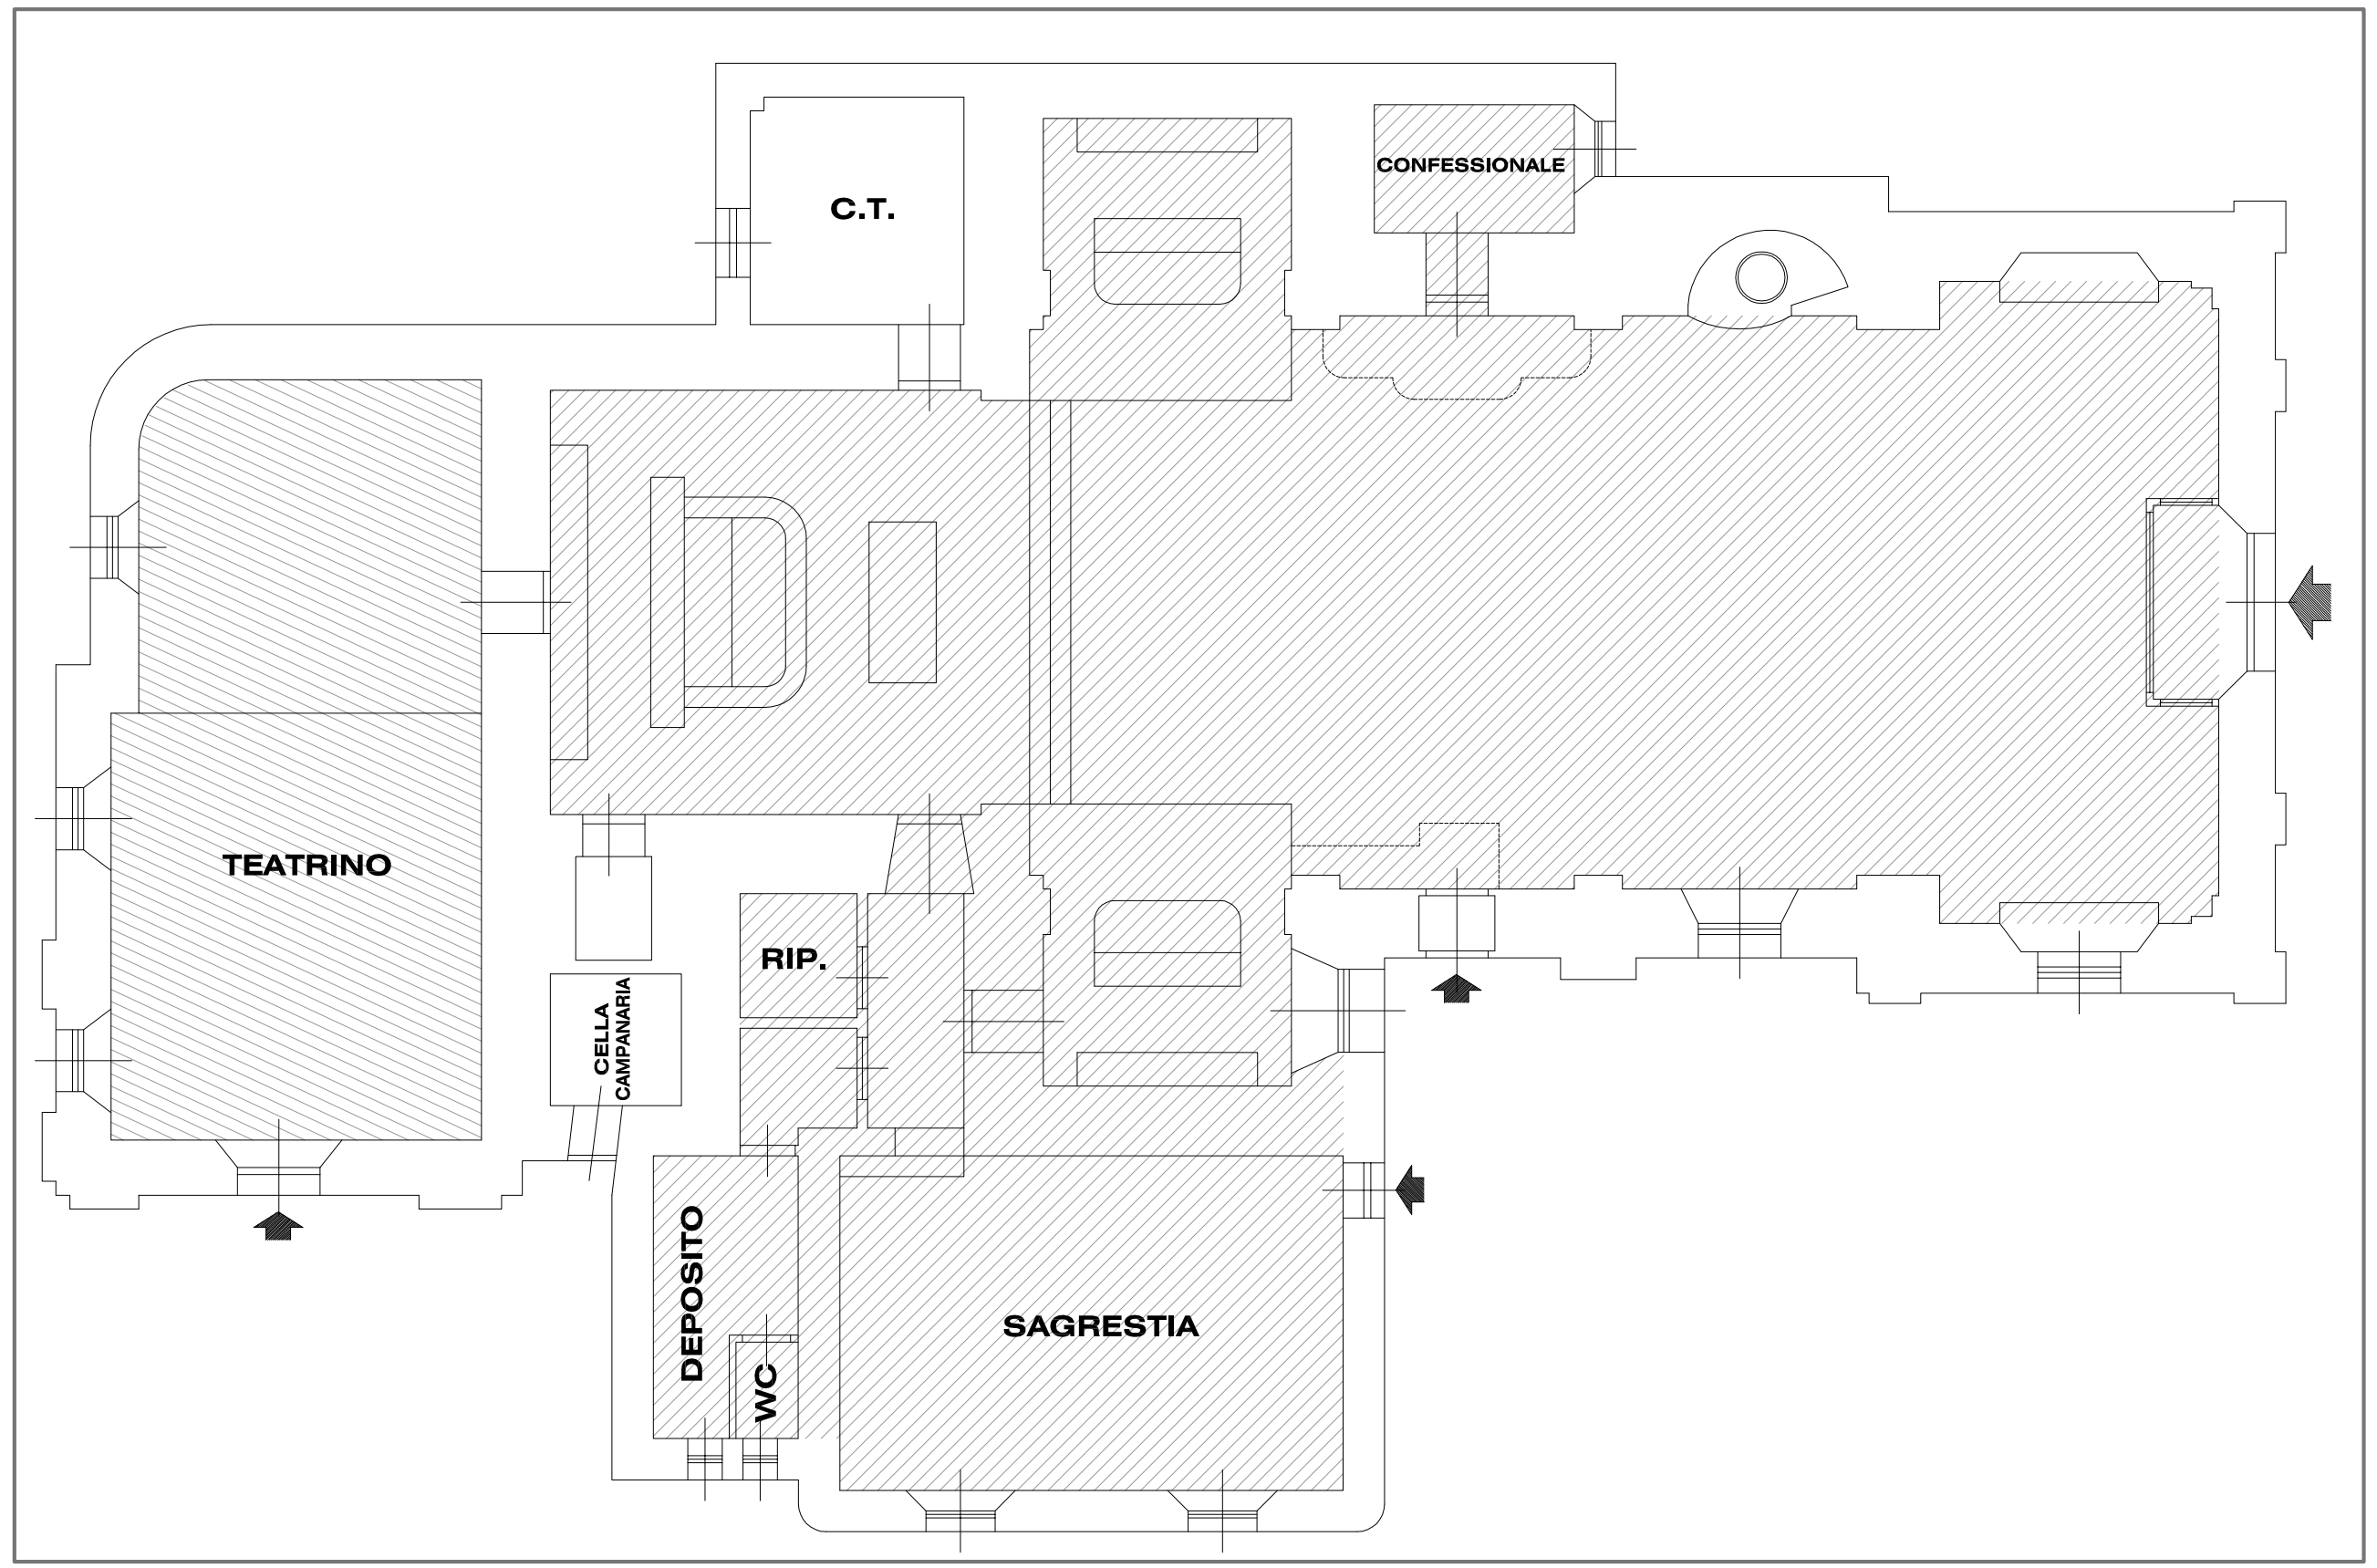 CONFESSIONALE
C.T.
TEATRINO
RIP.
CELLA
CAMPANARIA
DEPOSITO
WC
SAGRESTIA